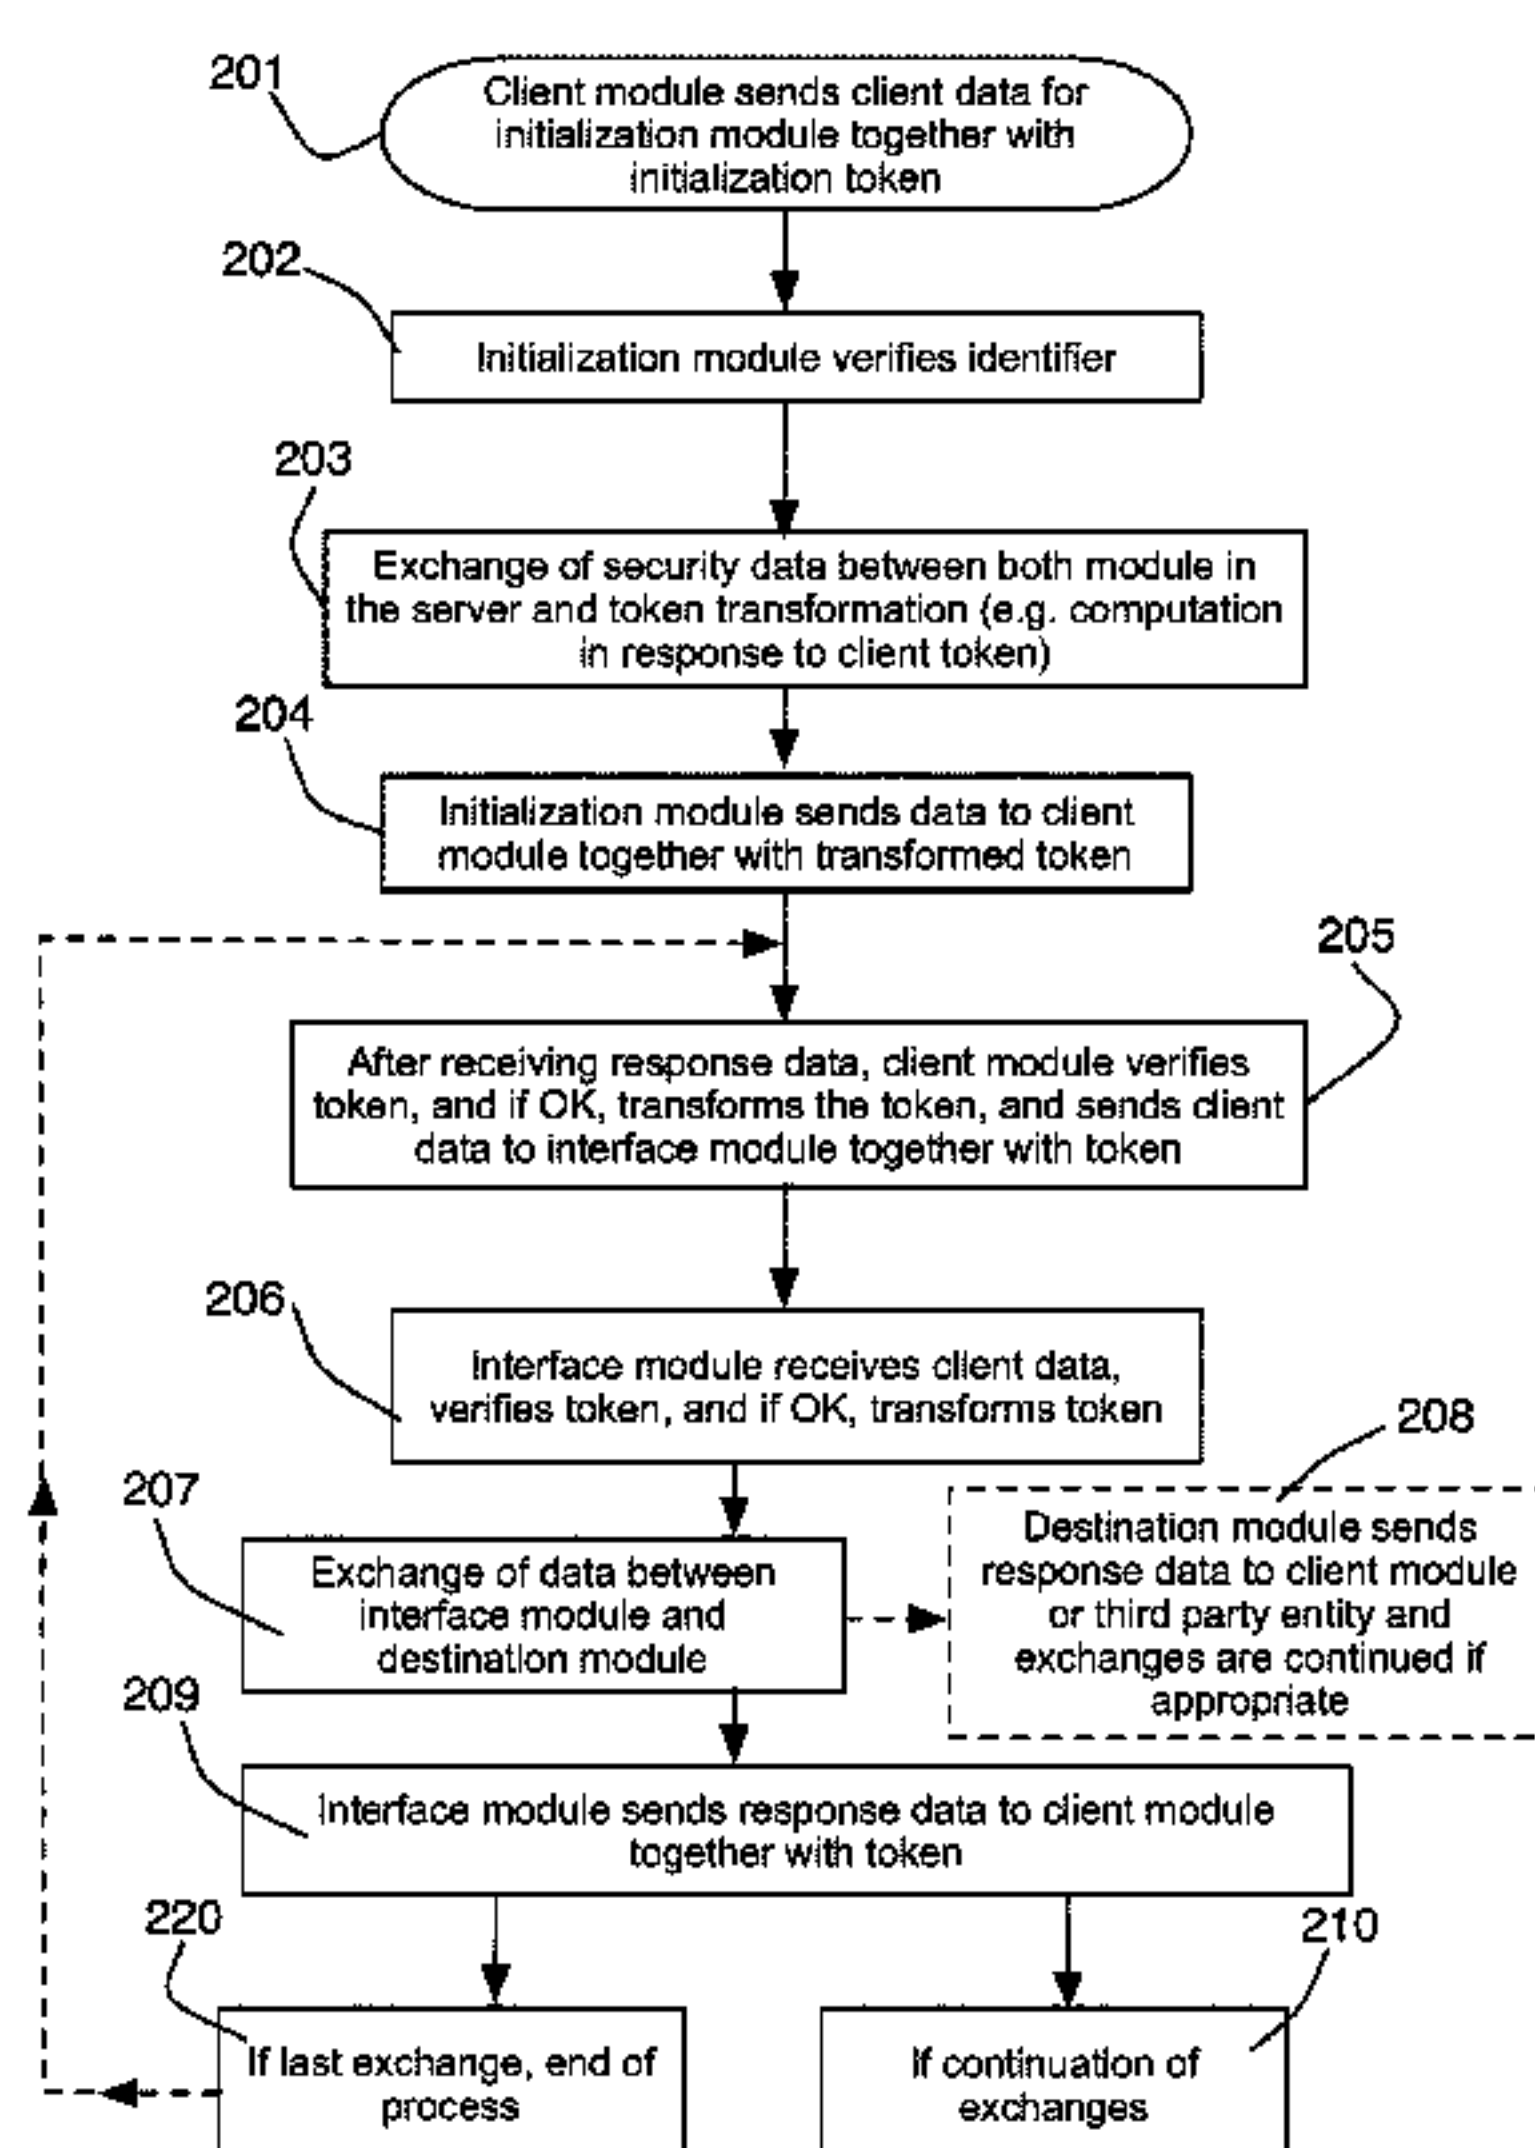 201
Client module sends client data for
initialization module together with
initialization token
202
Initialization module verifies identifier
203
Exchange of security data between both module in
the server and token transformation (e.g. computation
in response to client token)
204
Initialization module sends data to client
module together with transformed token
205
After receiving response data, client module verifies
token, and if OK, transforms the token, and sends client
data to interface module together with token
206
Interface module receives client data,
verifies token, and if OK, transforms token
207
Exchange of data between
interface module and
destination module
208
Destination module sends
response data to client module
or third party entity and
exchanges are continued if
appropriate
209
Interface module sends response data to client module
together with token
220
If last exchange, end of
process
210
If continuation of
exchanges